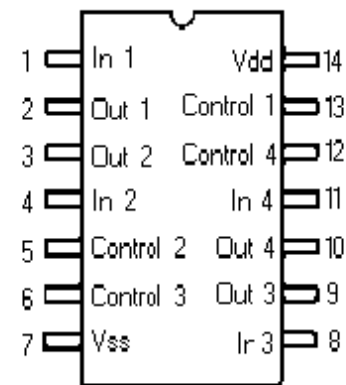 1 In 1 Vdd 14
2 Out 1 Control 1 13
3 Out 2 Control 4 12
4 In 2 In 4 11
5 Control 2 Out 4 10
6 Control 3 Out 3 9
7 Vss In 3 8